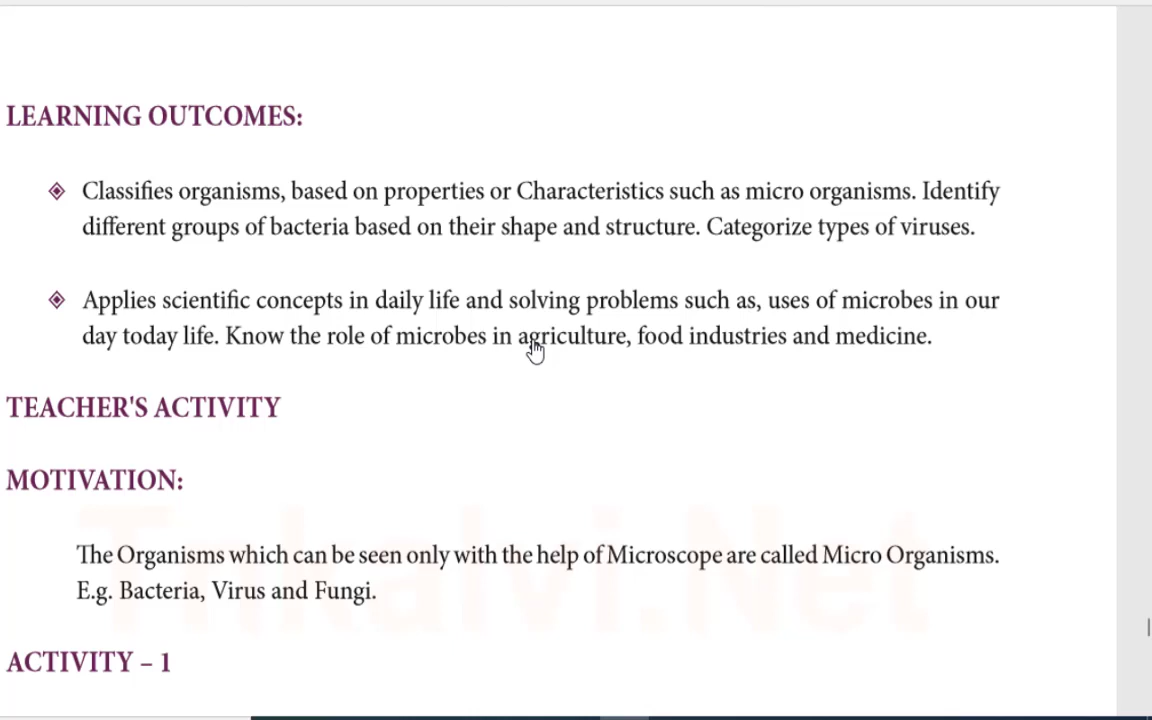 LEARNING OUTCOMES:
Classifies organisms, based on properties or Characteristics such as micro organisms. Identify
different groups of bacteria based on their shape and structure. Categorize types of viruses.
Applies scientific concepts in daily life and solving problems such as, uses of microbes in our
day today life. Know the role of microbes in agriculture, food industries and medicine.
TEACHER'S ACTIVITY
MOTIVATION:
The Organisms which can be seen only with the help of Microscope are called Micro Organisms.
E.g. Bacteria, Virus and Fungi.
Tnkalvi.Net
ACTIVITY – 1